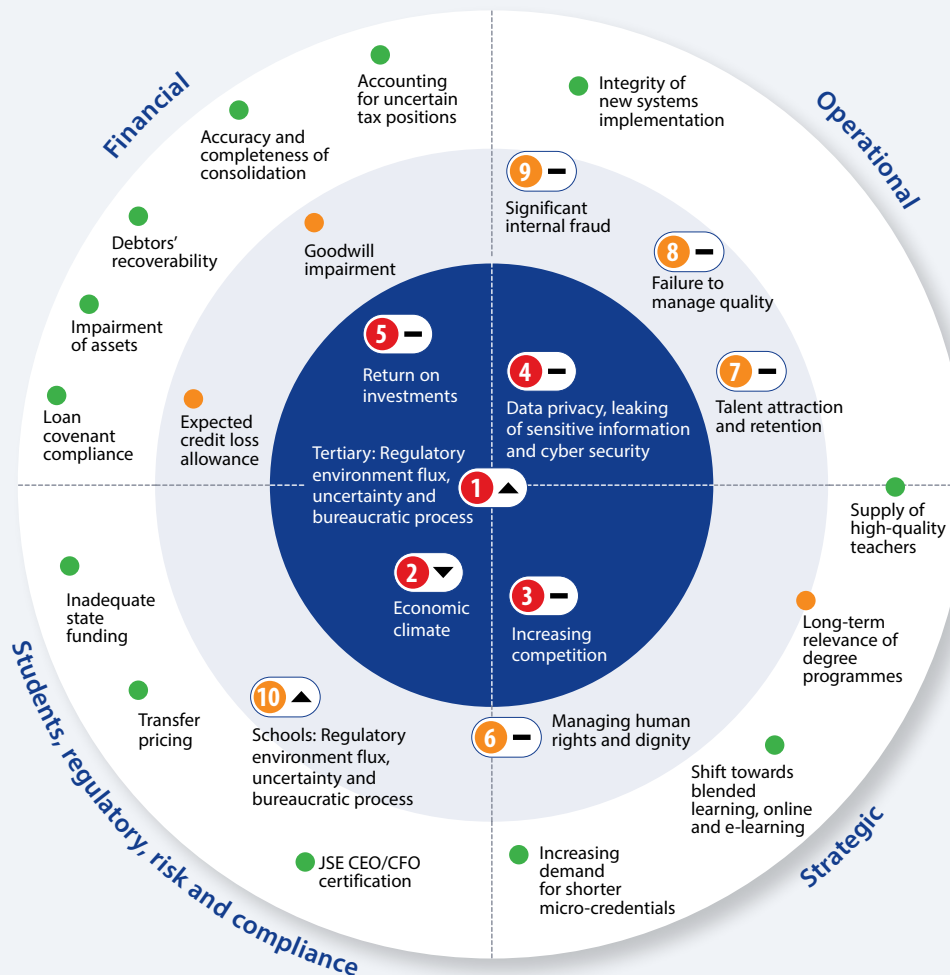 Financial
Operational
Accounting
for uncertain
tax positions
Integrity of
new systems
implementation
Accuracy and
completeness of
consolidation
9
Significant
internal fraud
Debtors'
recoverability
Goodwill
impairment
8
Failure to
manage quality
Impairment
of assets
5
Return on
investments
4
Data privacy, leaking
of sensitive information
and cyber security
7
Talent attraction
and retention
Loan
covenant
compliance
Expected
credit loss
allowance
Tertiary: Regulatory
environment flux,
uncertainty and
bureaucratic process
1
Supply of
high-quality
teachers
Inadequate
state
funding
2
Economic
climate
3
Increasing
competition
Long-term
relevance of
degree
programmes
Transfer
pricing
10
Schools: Regulatory
environment flux,
uncertainty and
bureaucratic process
6
Managing human
rights and dignity
Shift towards
blended
learning, online
and e-learning
JSE CEO/CFO
certification
Increasing
demand
for shorter
micro-credentials
Students, regulatory, risk and compliance
Strategic